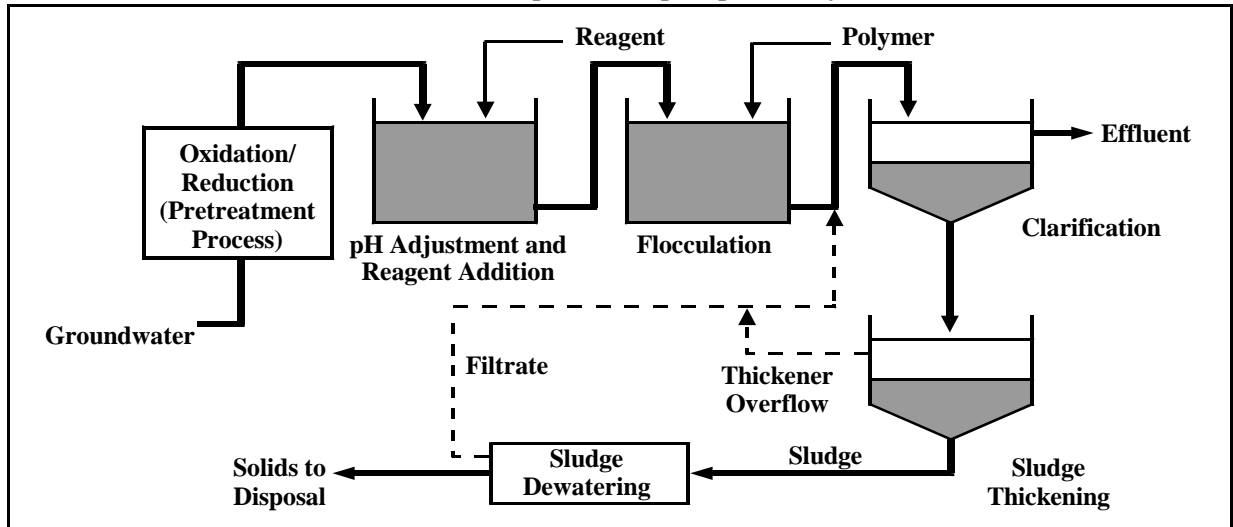 Reagent
Polymer
Oxidation/
Reduction
(Pretreatment
Process)
Effluent
pH Adjustment and
Reagent Addition
Flocculation
Clarification
Groundwater
Filtrate
Thickener
Overflow
Solids to
Disposal
Sludge
Dewatering
Sludge
Sludge
Thickening